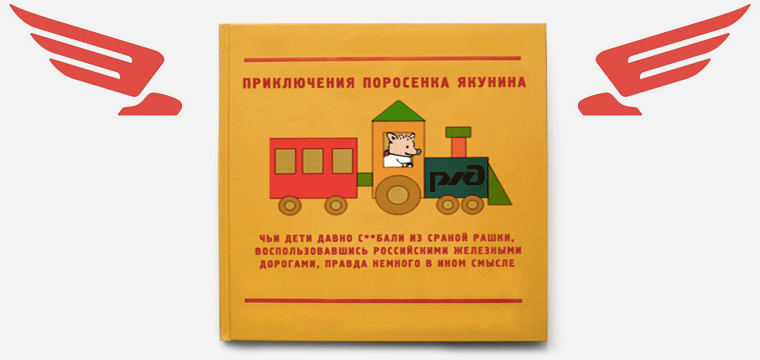 ПРИКЛЮЧЕНИЯ ПОРОСЕНКА ЯКУНИНА
РЖД
ЧЬИ ДЕТИ ДАВНО С**БАЛИ ИЗ СРАНОЙ РАШКИ,
ВОСПОЛЬЗОВАВШИСЬ РОССИЙСКИМИ ЖЕЛЕЗНЫМИ
ДОРОГАМИ, ПРАВДА НЕМНОГО В ИНОМ СМЫСЛЕ